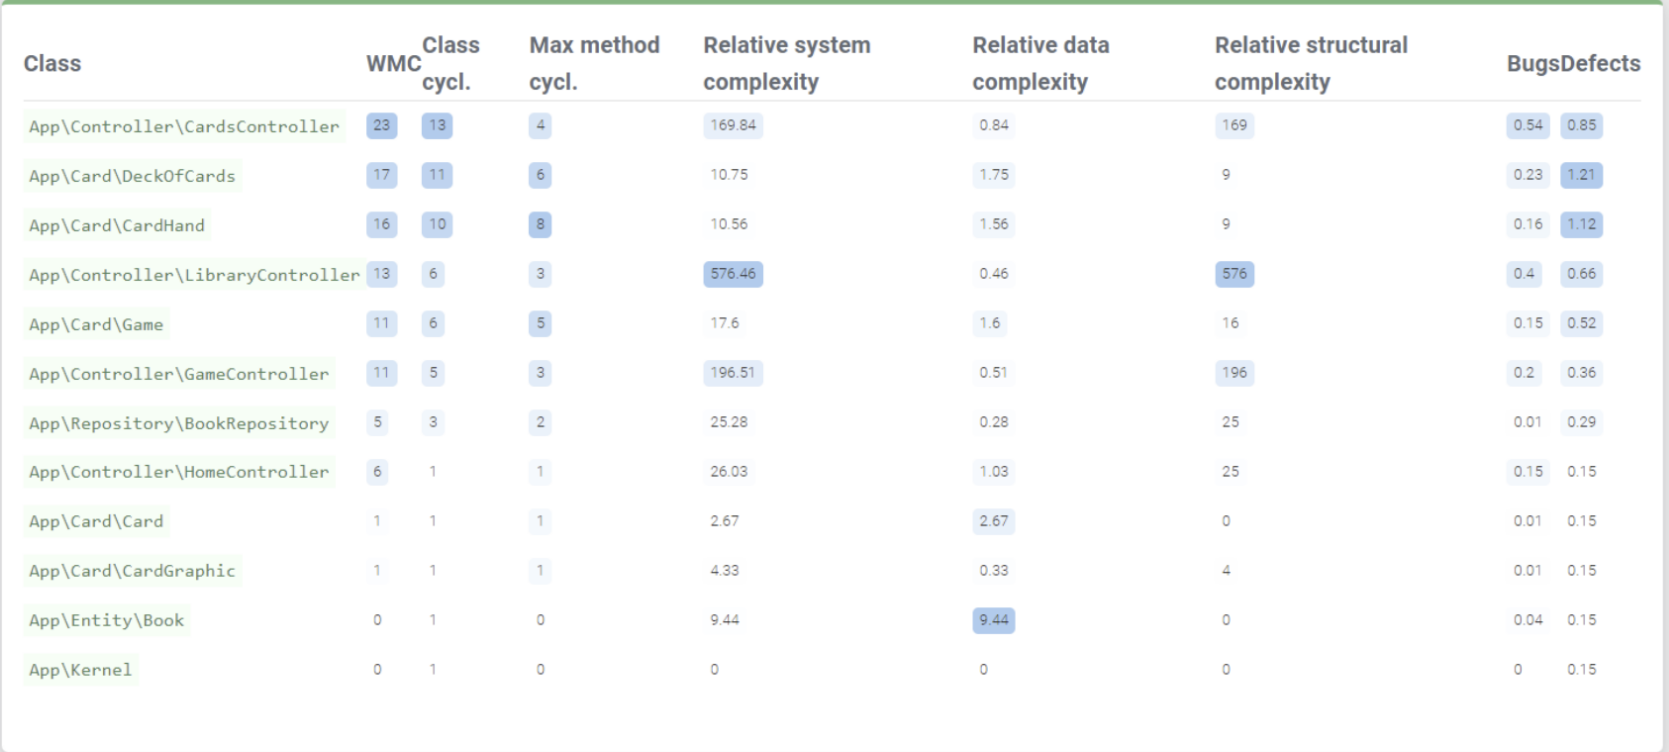 Class WMC Class cycl. Max method cycl. Relative system complexity Relative data complexity Relative structural complexity Bugs Defects
App\Controller\CardsController 23 13 4 169.84 0.84 169 0.54 0.85
App\Card\DeckOfCards 17 11 6 10.75 1.75 9 0.23 1.21
App\Card\CardHand 16 10 8 10.56 1.56 9 0.16 1.12
App\Controller\LibraryController 13 6 3 576.46 0.46 576 0.4 0.66
App\Card\Game 11 6 5 17.6 1.6 16 0.15 0.52
App\Controller\GameController 11 5 3 196.51 0.51 196 0.2 0.36
App\Repository\BookRepository 5 3 2 25.28 0.28 25 0.01 0.29
App\Controller\HomeController 6 1 1 26.03 1.03 25 0.15 0.15
App\Card\Card 1 1 1 2.67 2.67 0 0.01 0.15
App\Card\CardGraphic 1 1 1 4.33 0.33 4 0.01 0.15
App\Entity\Book 0 1 0 9.44 9.44 0 0.04 0.15
App\Kernel 0 1 0 0 0 0 0 0.15